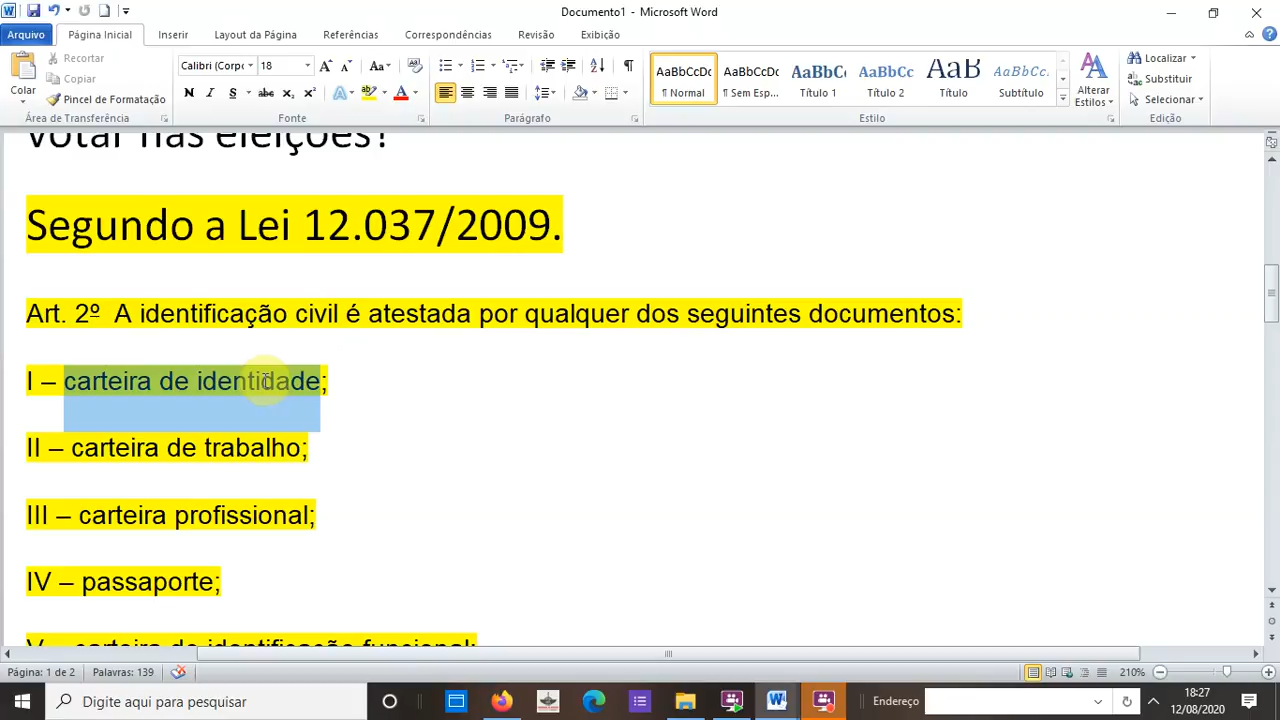 Documento1 - Microsoft Word
Arquivo Página Inicial Inserir Layout da Página Referências Correspondências Revisão Exibição
Colar
Recortar
Copiar
Pincel de Formatação
Área de Transferência
Calibri (Corpo 18
Aa
N I S abc x₂ x² A ab A
Fonte
Parágrafo
AaBbCcDc AaBbCcDc AaBbC AaBbCc AaB AaBbCc.
¶ Normal ¶ Sem Esp... Título 1 Título 2 Título Subtítulo
Alterar Estilos
Estilo
Localizar
Substituir
Selecionar
Edição
votar nas eleições?
Segundo a Lei 12.037/2009.
Art. 2º A identificação civil é atestada por qualquer dos seguintes documentos:
I – carteira de identidade;
II – carteira de trabalho;
III – carteira profissional;
IV – passaporte;
V – carteira de identificação funcional;
Página: 1 de 2 Palavras: 139 210%
Digite aqui para pesquisar
Endereço
18:27
12/08/2020